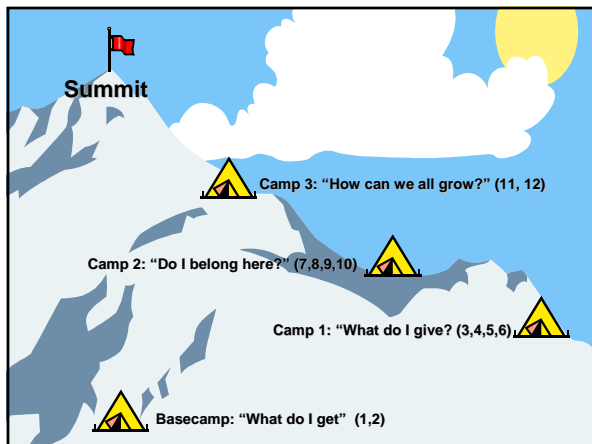 Summit
Camp 3: “How can we all grow?” (11, 12)
Camp 2: “Do I belong here?” (7,8,9,10)
Camp 1: “What do I give? (3,4,5,6)
Basecamp: “What do I get”  (1,2)